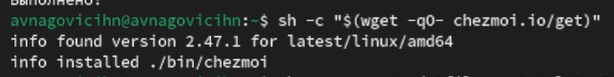 avnagovicihn@avnagovicihn:~$ sh -c "$(wget -qO- chezmoi.io/get)"
info found version 2.47.1 for latest/linux/amd64
info installed ./bin/chezmoi